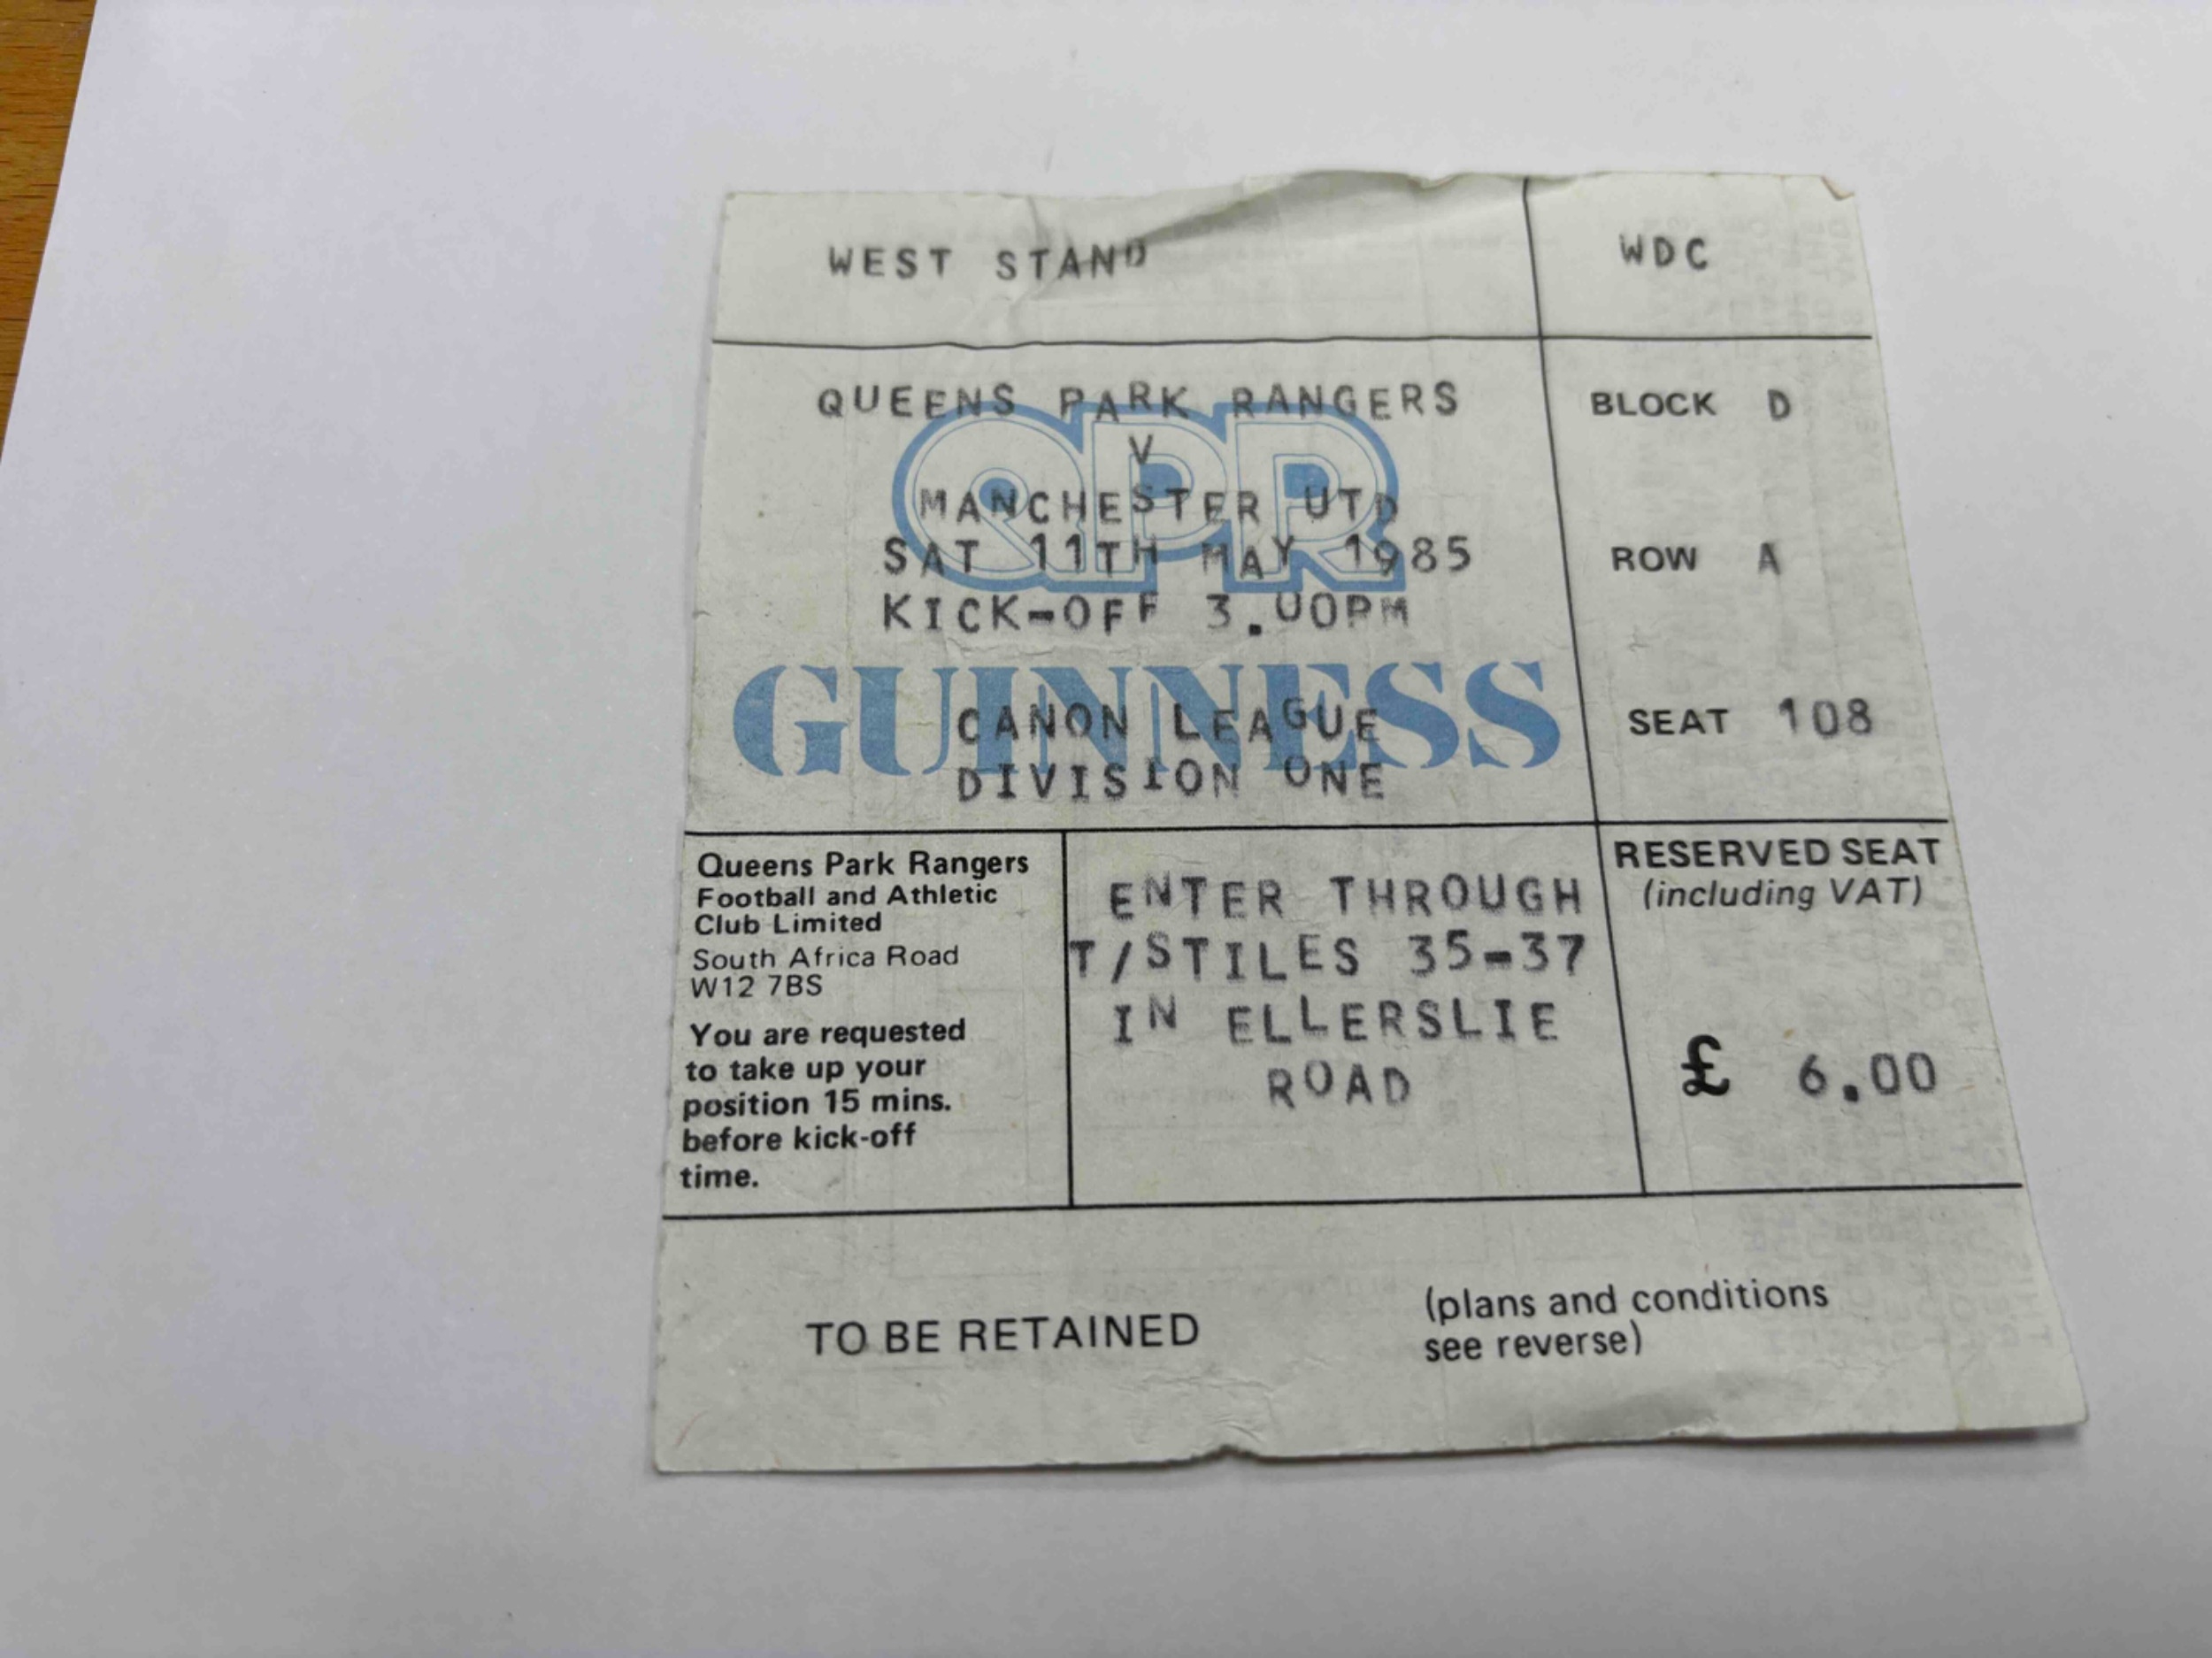 WEST STAND
WDC
QUEENS PARK RANGERS
V
MANCHESTER UTD
SAT 11TH MAY 1985
KICK-OFF 3.00PM
QPR
GUINNESS
CANON LEAGUE
DIVISION ONE
BLOCK D
ROW A
SEAT 108
Queens Park Rangers
Football and Athletic
Club Limited
South Africa Road
W12 7BS
You are requested
to take up your
position 15 mins.
before kick-off
time.
ENTER THROUGH
T/STILES 35-37
IN ELLERSLIE
ROAD
RESERVED SEAT
(including VAT)
£ 6.00
TO BE RETAINED
(plans and conditions
see reverse)